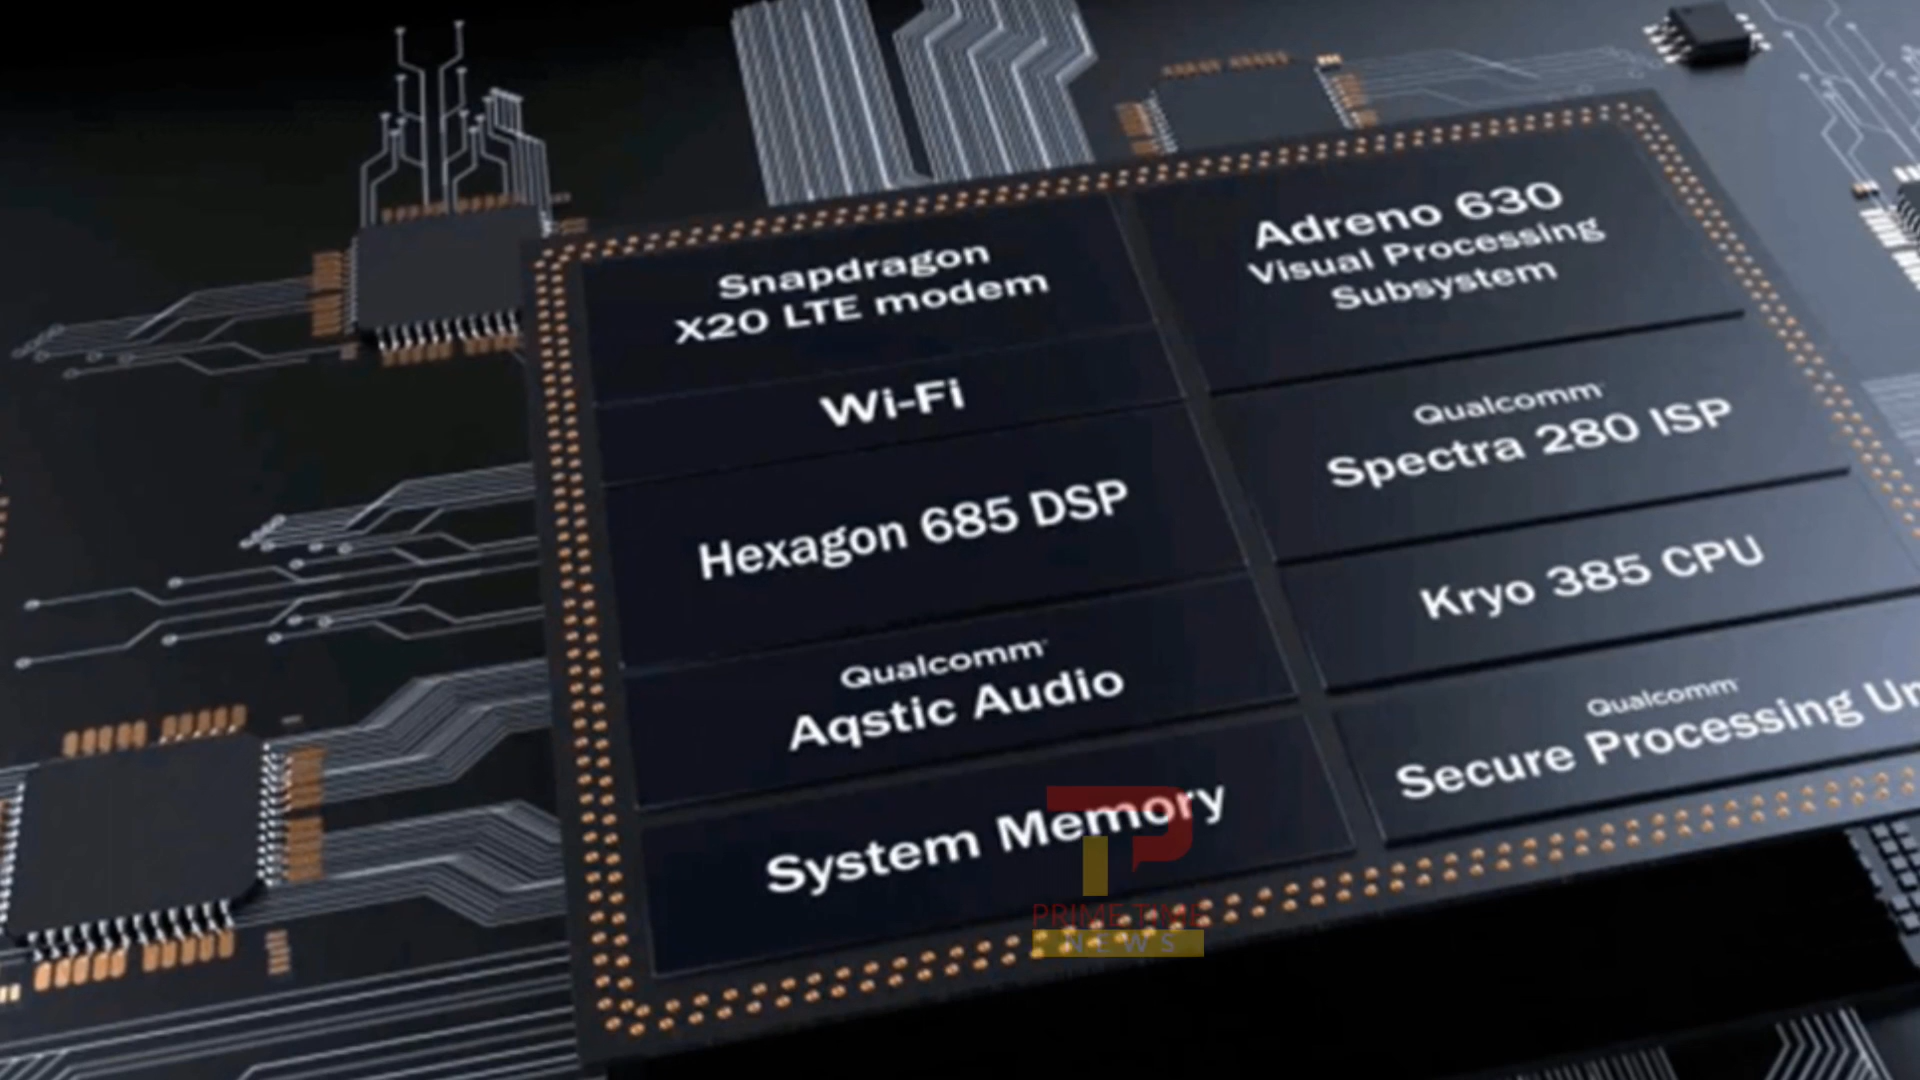 Snapdragon
X20 LTE modem
Wi-Fi
Hexagon 685 DSP
Qualcomm
Aqstic Audio
System Memory
Adreno 630
Visual Processing
Subsystem
Qualcomm
Spectra 280 ISP
Kryo 385 CPU
Qualcomm
Secure Processing
PRIME TIME
NEWS